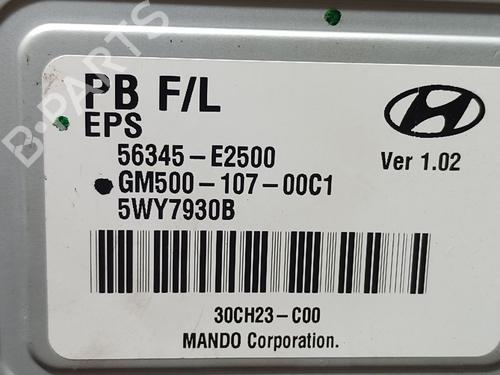 B-PARTS
PB F/L
EPS
56345-E2500
GM500-107-00C1
5WY7930B
Ver 1.02
30CH23-C00
MANDO Corporation.